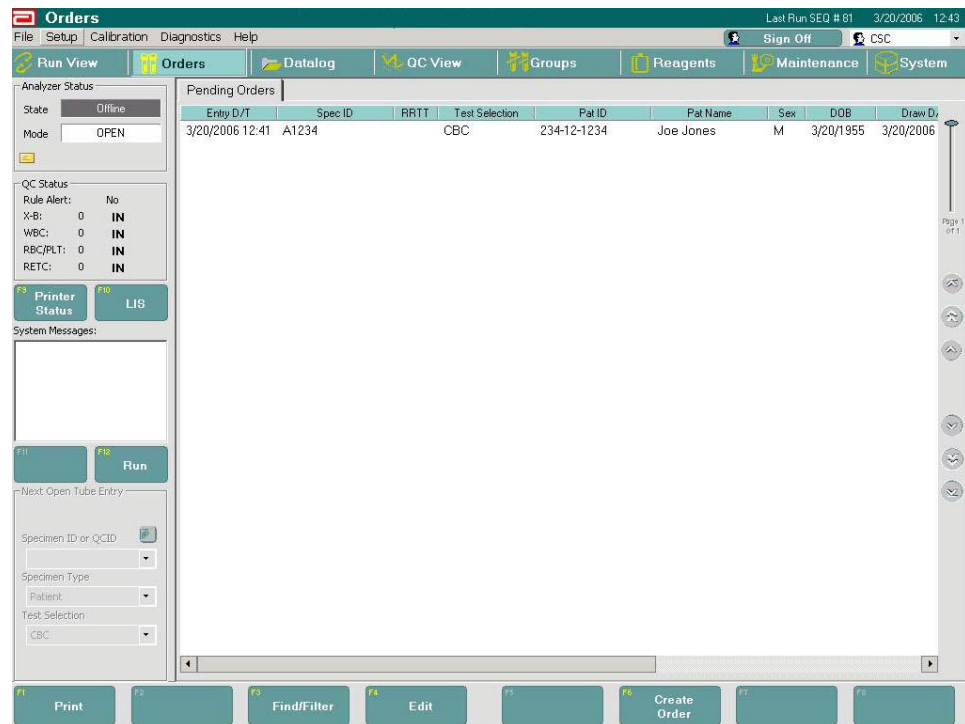 Orders Last Run SEQ # 81 3/20/2006 12:43
File Setup Calibration Diagnostics Help Sign Off CSC
Run View Orders Datalog QC View Groups Reagents Maintenance System
Analyzer Status
State Offline
Mode OPEN
QC Status
Rule Alert: No
X-B: 0 IN
WBC: 0 IN
RBC/PLT: 0 IN
RETC: 0 IN
F9 Printer Status
F10 LIS
System Messages:
F11
F12 Run
Next Open Tube Entry
Specimen ID or QCID
Specimen Type
Patient
Test Selection
CBC
Pending Orders
Entry D/T Spec ID RRTT Test Selection Pat ID Pat Name Sex DOB Draw D
3/20/2006 12:41 A1234 CBC 234-12-1234 Joe Jones M 3/20/1955 3/20/2006
Page 1
of 1
F1 Print
F2
F3 Find/Filter
F4 Edit
F5
F6 Create Order
F7
F8